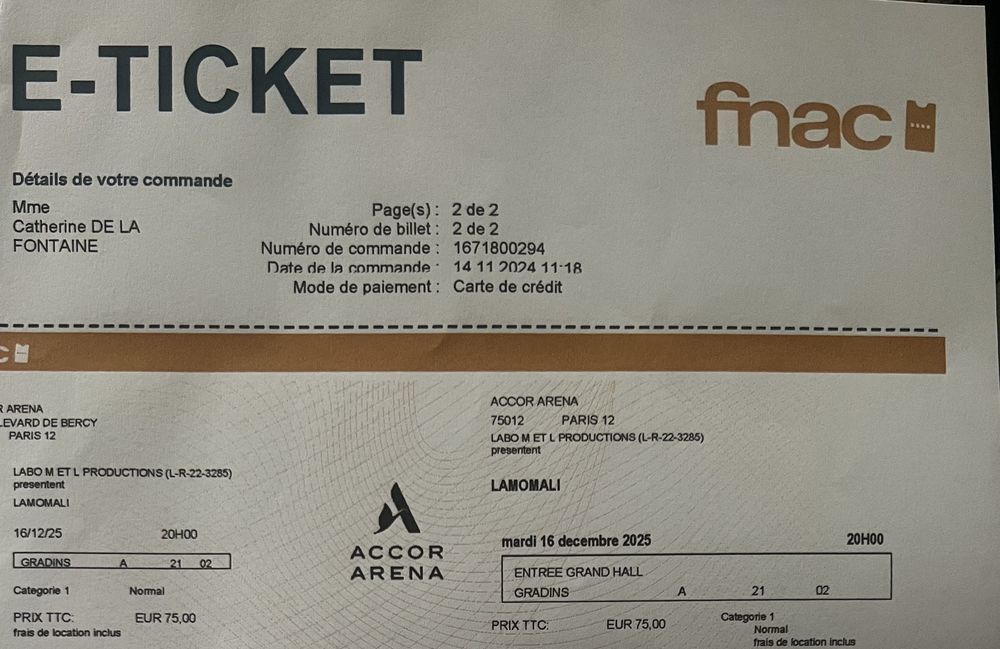 E-TICKET
fnac
Détails de votre commande
Mme
Catherine DE LA
FONTAINE
Page(s) : 2 de 2
Numéro de billet : 2 de 2
Numéro de commande : 1671800294
Date de la commande : 14 11 2024 11:18
Mode de paiement : Carte de crédit
c
R ARENA
LEVARD DE BERCY
PARIS 12
LABO M ET L PRODUCTIONS (L-R-22-3285)
presentent
LAMOMALI
16/12/25 20H00
GRADINS A 21 02
Categorie 1 Normal
PRIX TTC: EUR 75,00
frais de location inclus
ACCOR
ARENA
ACCOR ARENA
75012 PARIS 12
LABO M ET L PRODUCTIONS (L-R-22-3285)
presentent
LAMOMALI
mardi 16 decembre 2025 20H00
ENTREE GRAND HALL
GRADINS A 21 02
PRIX TTC: EUR 75,00 Categorie 1
Normal
frais de location inclus